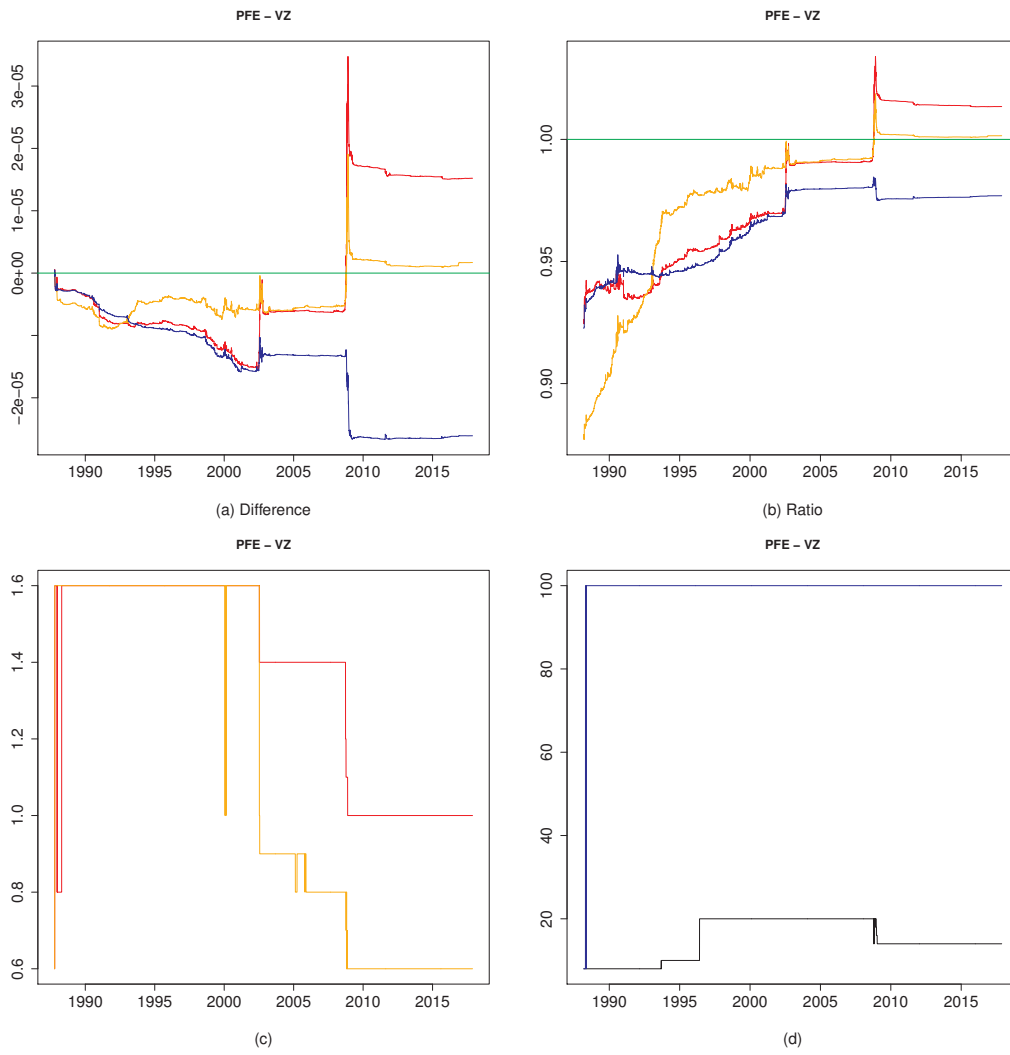 PFE − VZ
3e−05
2e−05
1e−05
0e+00
−2e−05
1990 1995 2000 2005 2010 2015
(a) Difference
PFE − VZ
1.00
0.95
0.90
1990 1995 2000 2005 2010 2015
(b) Ratio
PFE − VZ
1.6
1.4
1.2
1.0
0.8
0.6
1990 1995 2000 2005 2010 2015
(c)
PFE − VZ
100
80
60
40
20
1990 1995 2000 2005 2010 2015
(d)